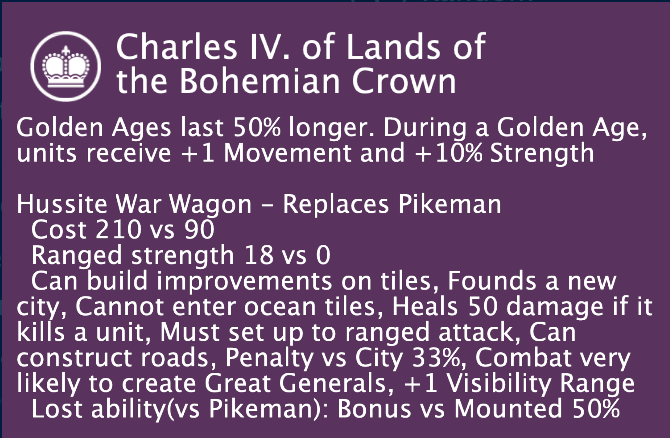 Charles IV. of Lands of
the Bohemian Crown
Golden Ages last 50% longer. During a Golden Age,
units receive +1 Movement and +10% Strength
Hussite War Wagon – Replaces Pikeman
Cost 210 vs 90
Ranged strength 18 vs 0
Can build improvements on tiles, Founds a new
city, Cannot enter ocean tiles, Heals 50 damage if it
kills a unit, Must set up to ranged attack, Can
construct roads, Penalty vs City 33%, Combat very
likely to create Great Generals, +1 Visibility Range
Lost ability(vs Pikeman): Bonus vs Mounted 50%